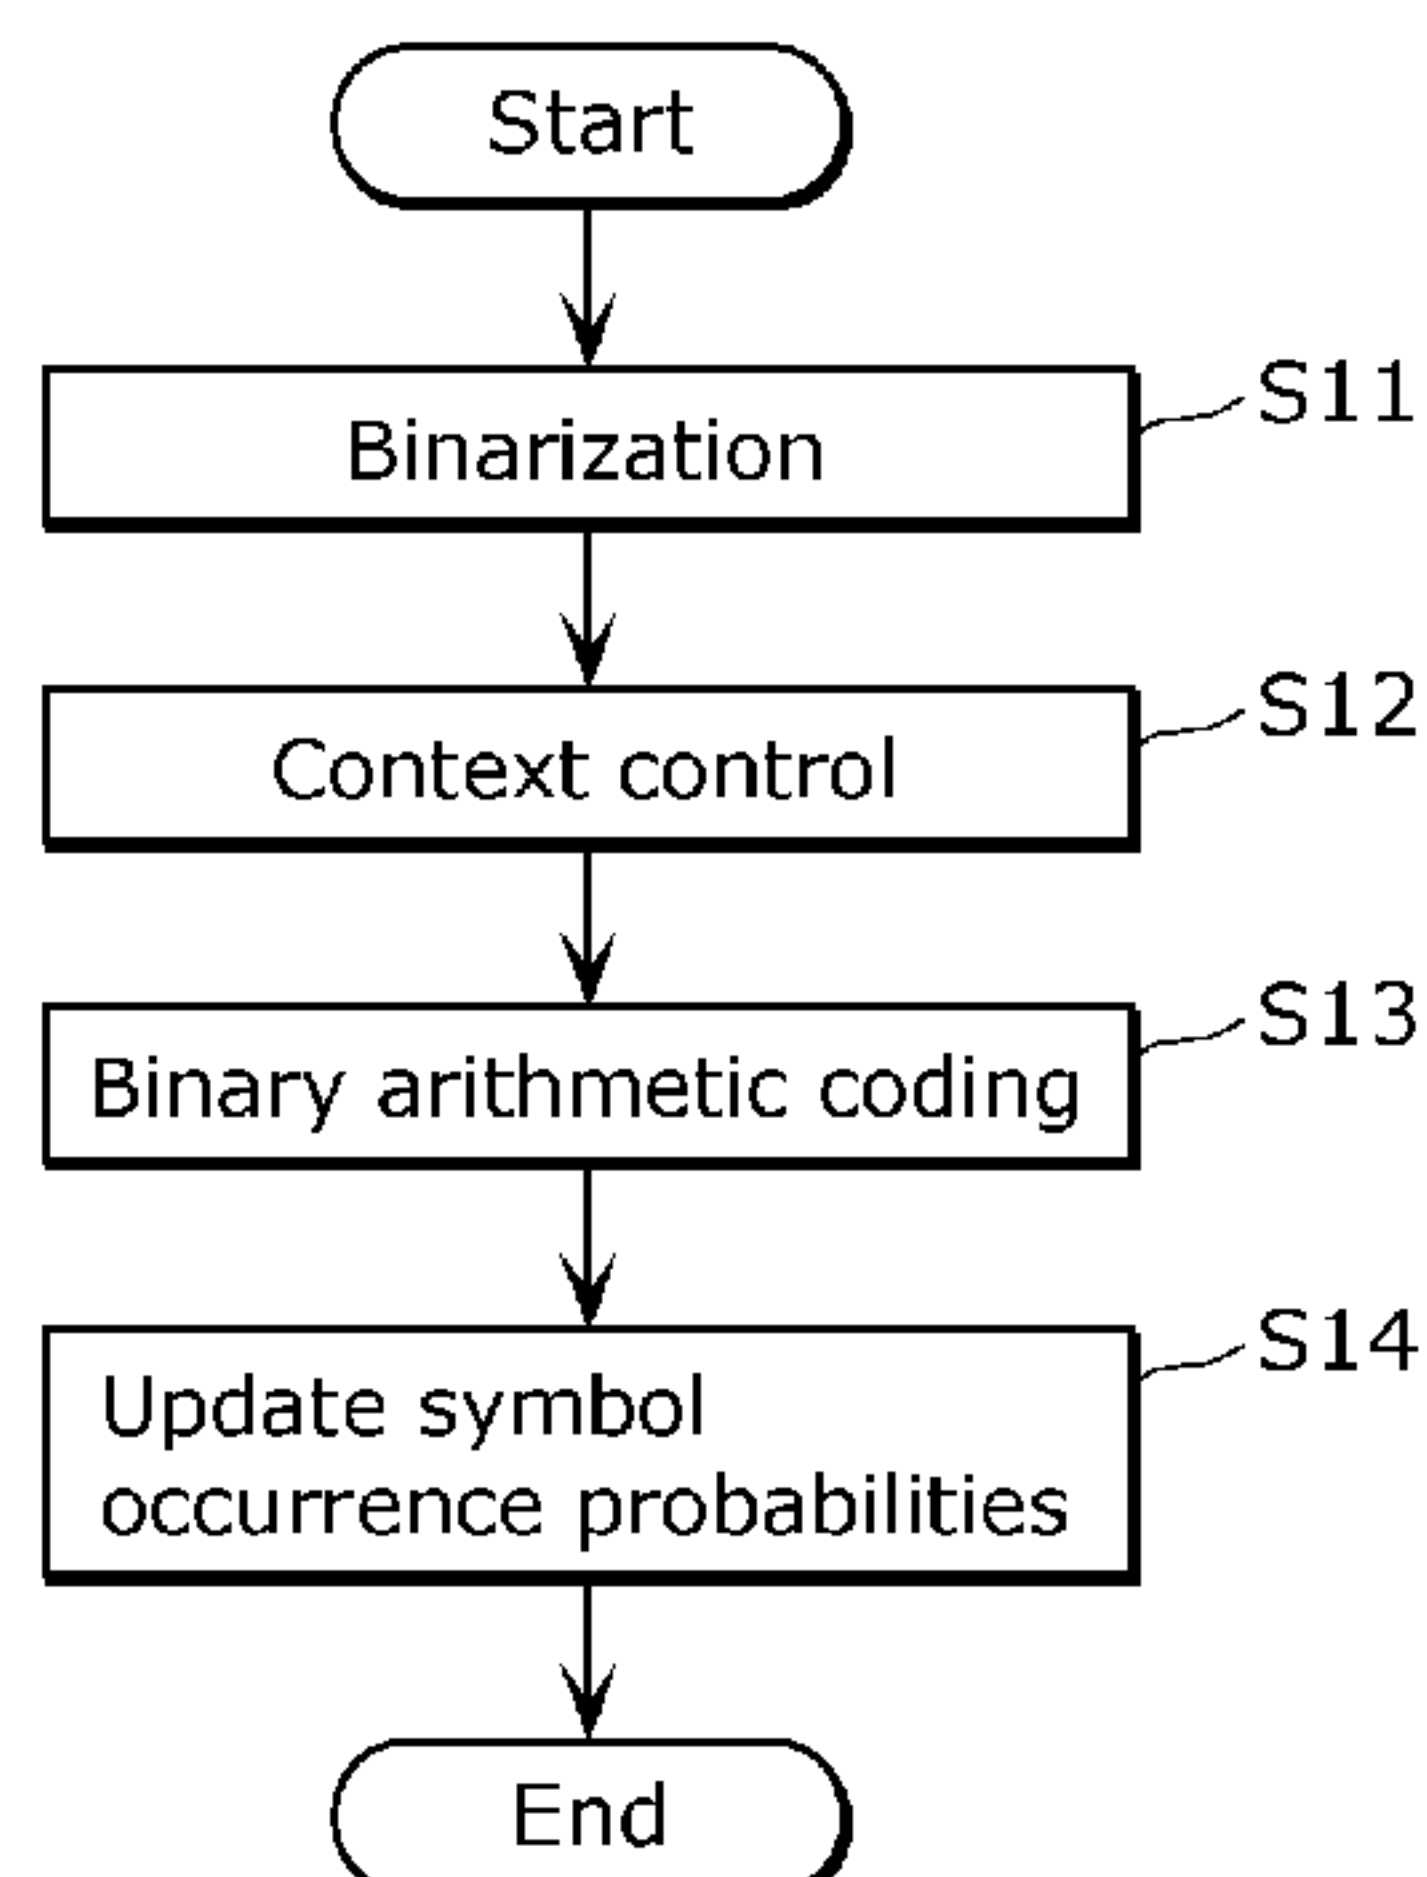 Start
Binarization
S11
Context control
S12
Binary arithmetic coding
S13
Update symbol
occurrence probabilities
S14
End